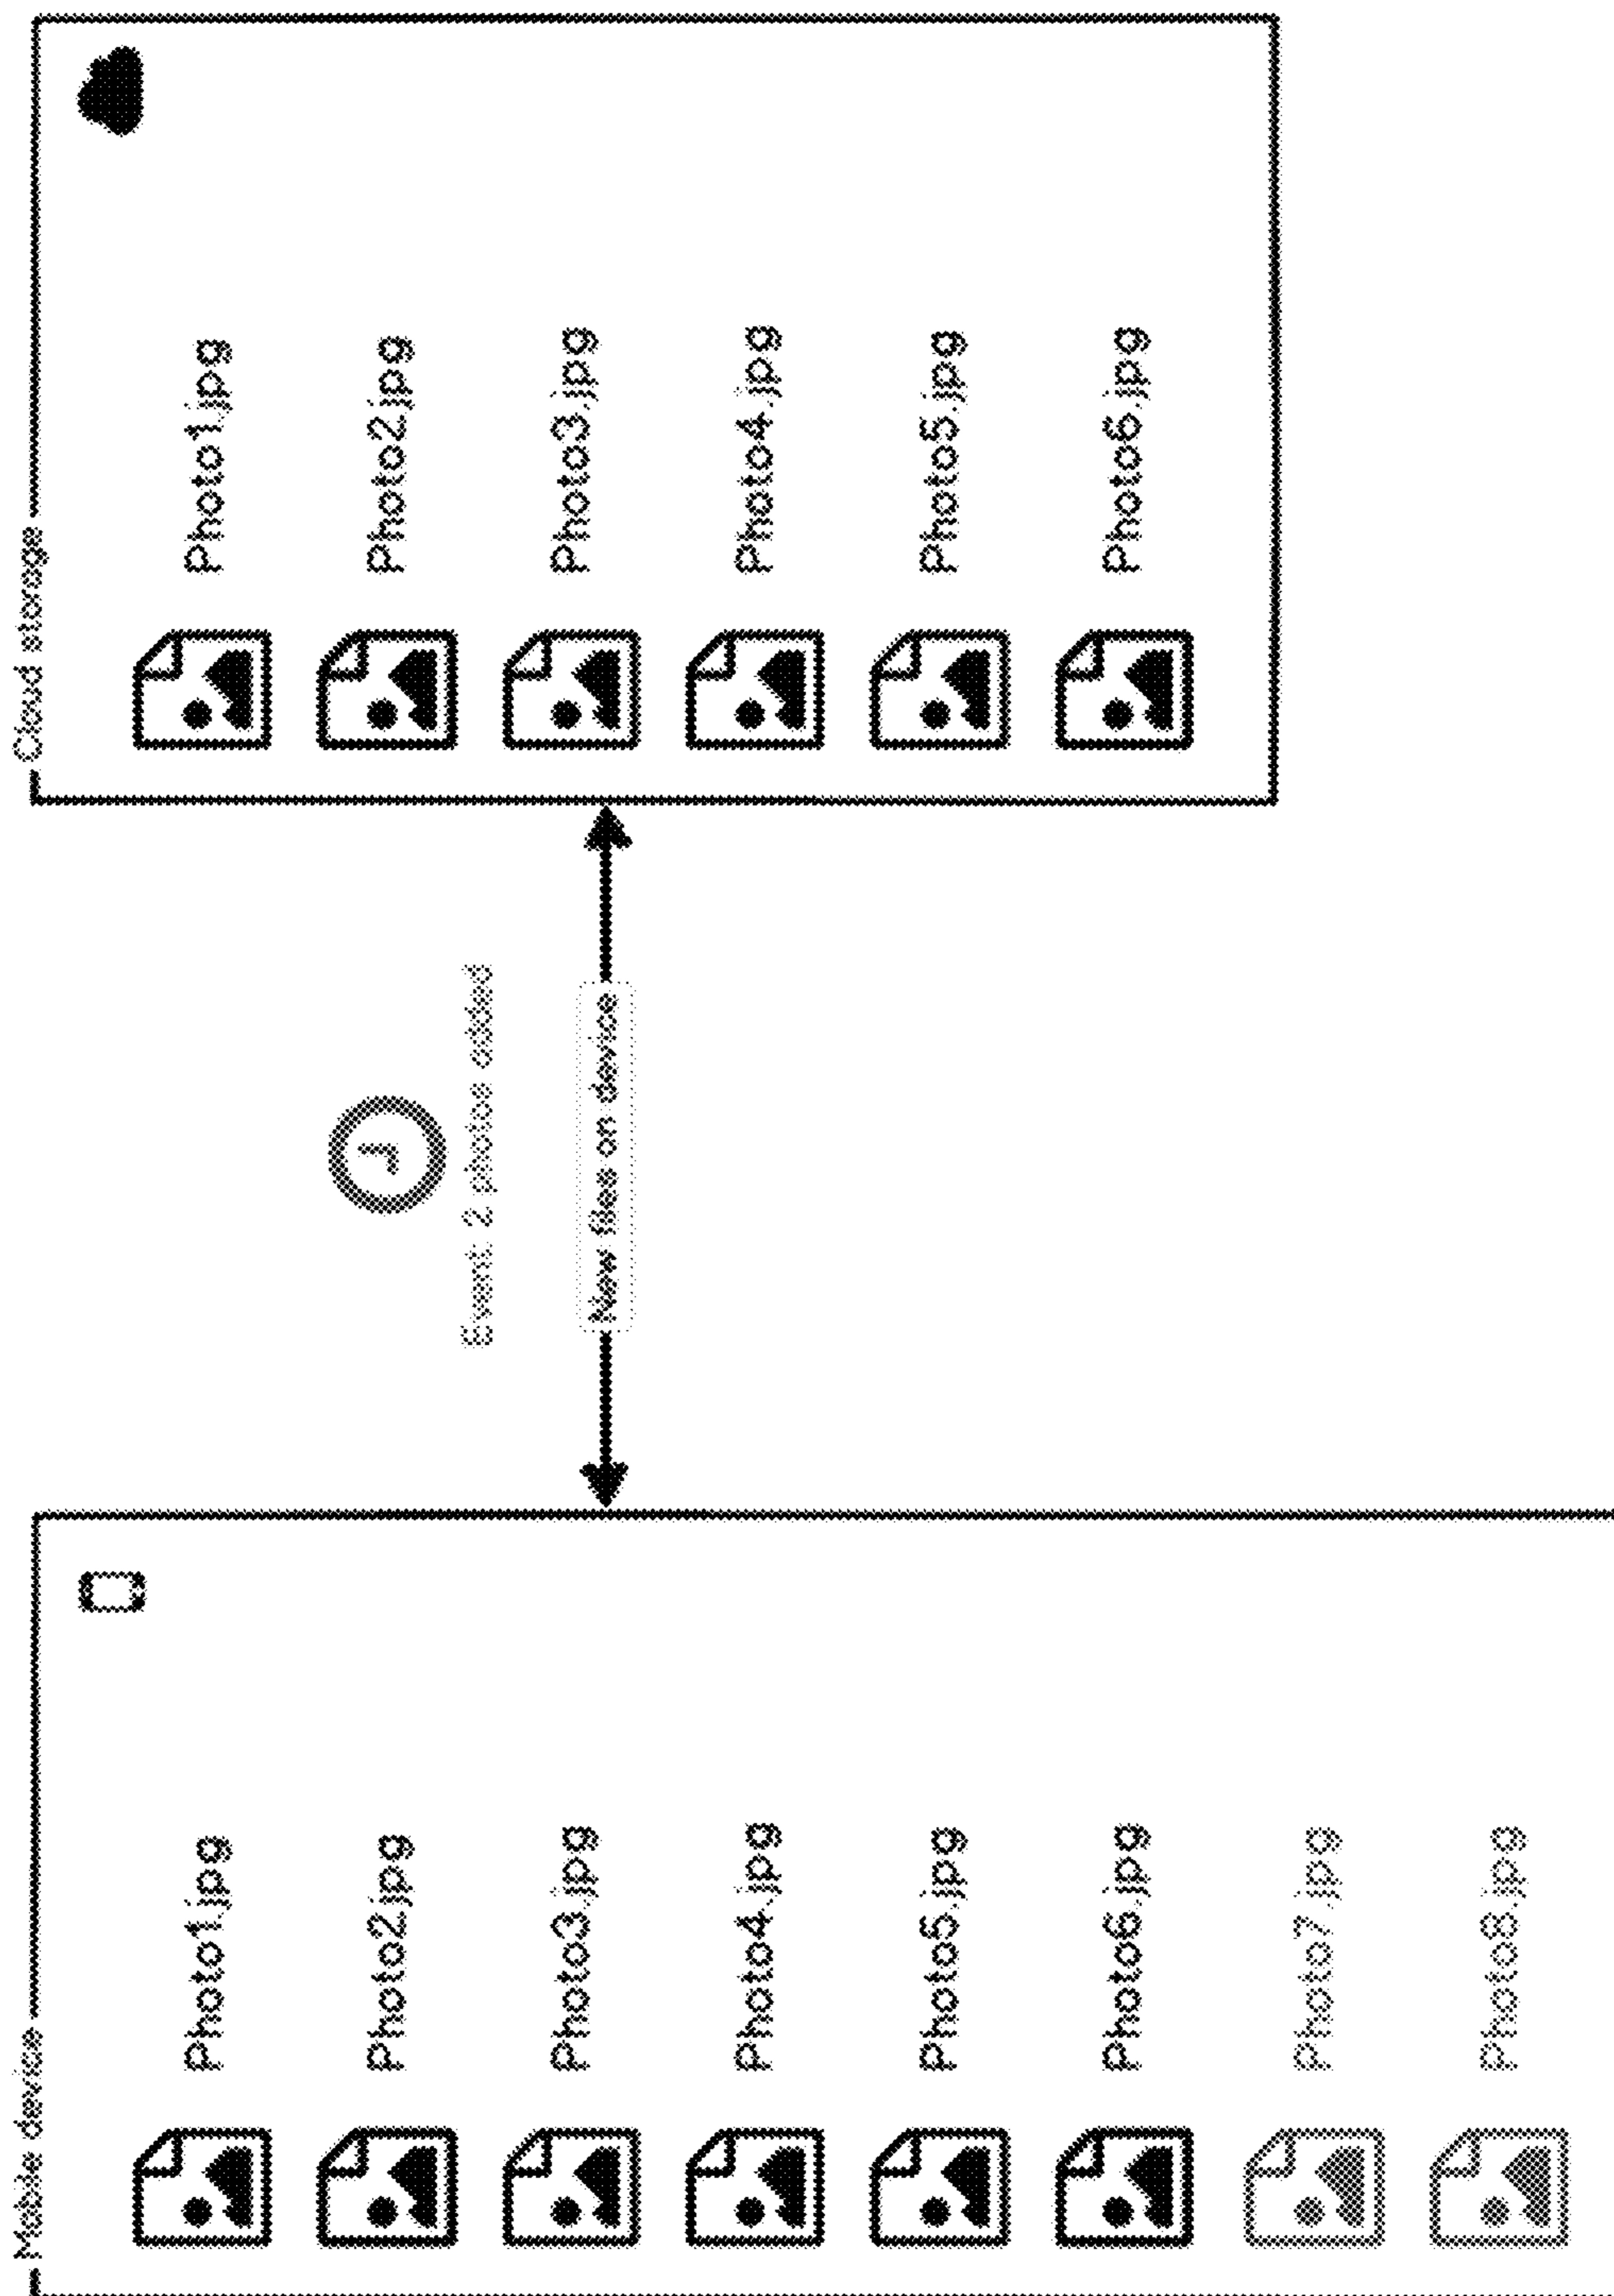 Mobile device
Photo1.jpg
Photo2.jpg
Photo3.jpg
Photo4.jpg
Photo5.jpg
Photo6.jpg
Photo7.jpg
Photo8.jpg
Event: 2 photos added
New files on device
Cloud storage
Photo1.jpg
Photo2.jpg
Photo3.jpg
Photo4.jpg
Photo5.jpg
Photo6.jpg